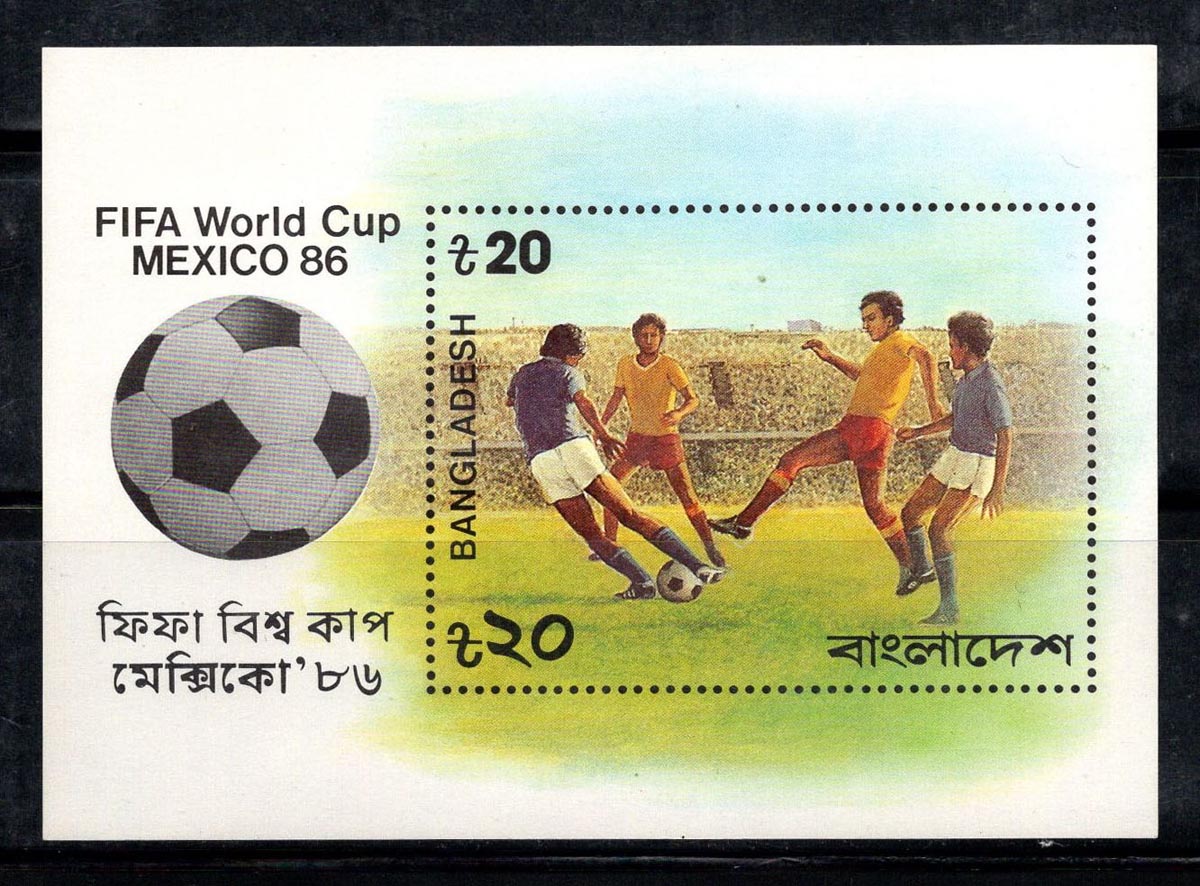 FIFA World Cup
MEXICO 86
ফিফা বিশ্ব কাপ
মেক্সিকো'৮৬
৳20
BANGLADESH
৳২০
বাংলাদেশ